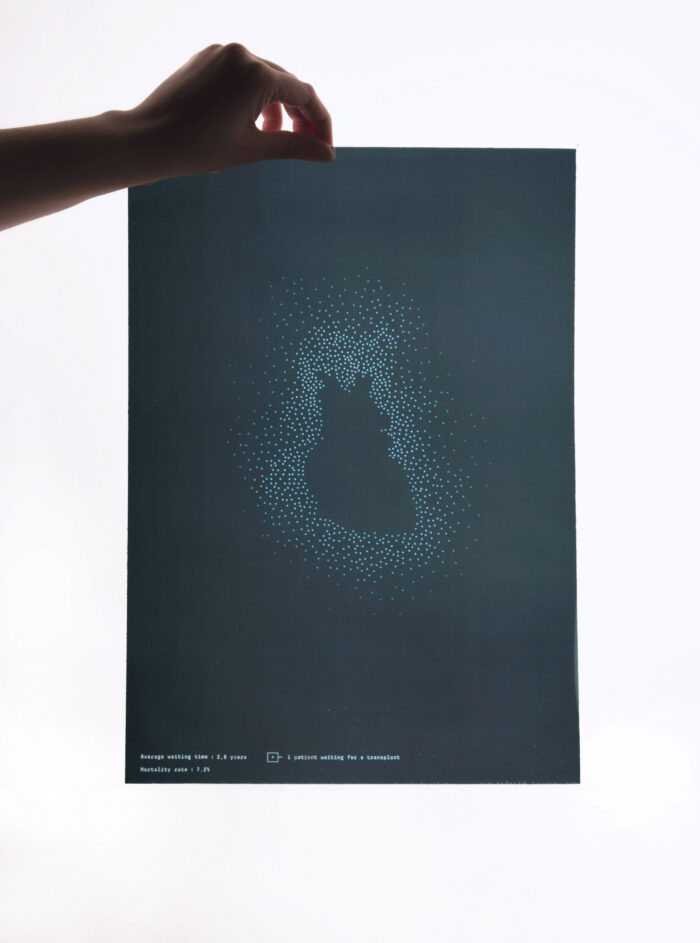 Average waiting time : 2,8 years
1 patient waiting for a transplant
Mortality rate : 7,2%